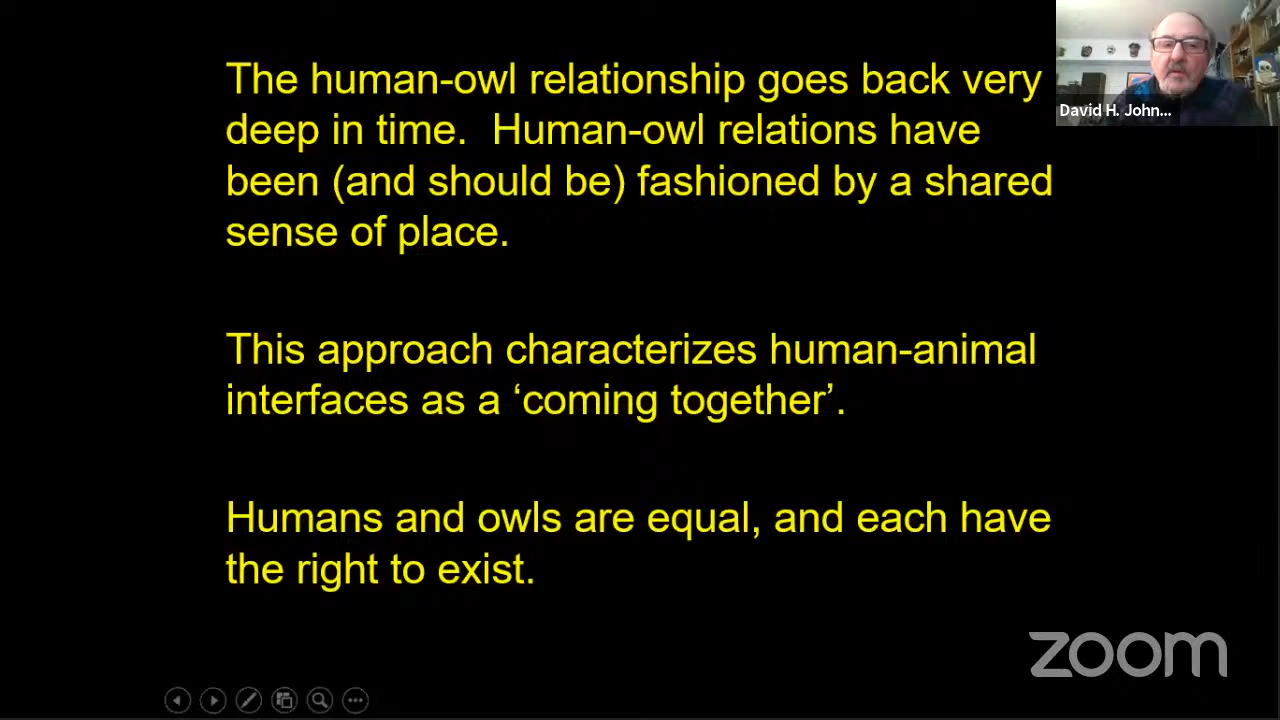 The human-owl relationship goes back very
deep in time.  Human-owl relations have
been (and should be) fashioned by a shared
sense of place.
This approach characterizes human-animal
interfaces as a ‘coming together’.
Humans and owls are equal, and each have
the right to exist.
David H. John...
zoom